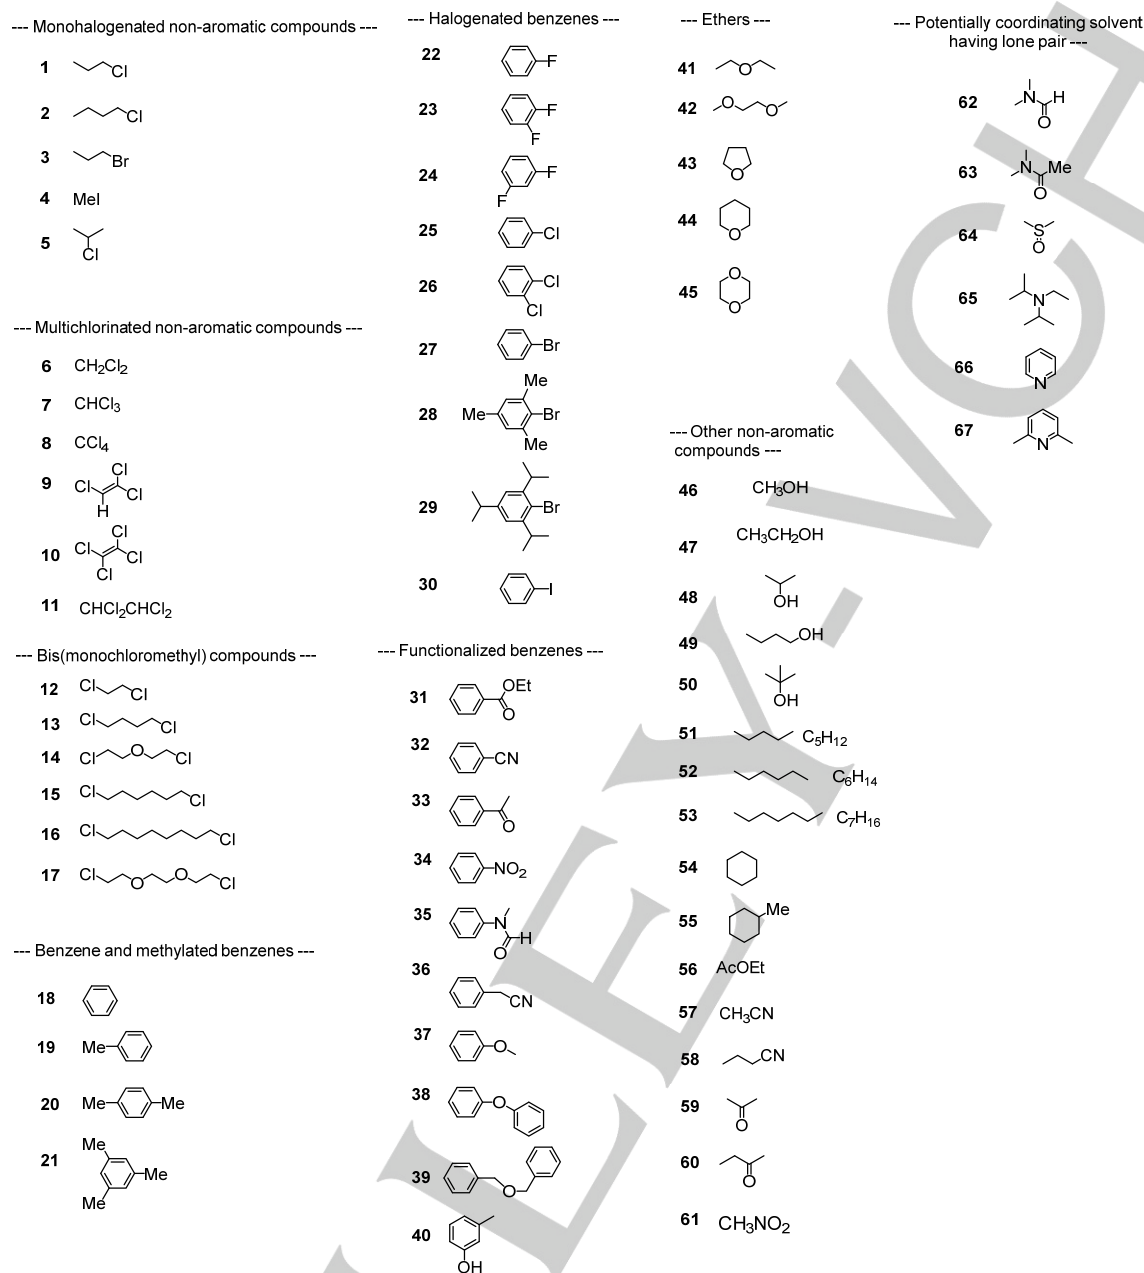 --- Monohalogenated non-aromatic compounds ---
1
Cl
2
Cl
3
Br
4 MeI
5
Cl
--- Multichlorinated non-aromatic compounds ---
6 CH2Cl2
7 CHCl3
8 CCl4
9
Cl
Cl
Cl
H
10
Cl
Cl
Cl
Cl
11 CHCl2CHCl2
--- Bis(monochloromethyl) compounds ---
12 Cl Cl
13 Cl Cl
14 Cl O Cl
15 Cl Cl
16 Cl Cl
17 Cl O O Cl
--- Benzene and methylated benzenes ---
18
19 Me
20 Me Me
21
Me
Me
Me
--- Halogenated benzenes ---
22 F
23 F
F
24 F
F
25 Cl
26 Cl
Cl
27 Br
28
Me
Me Br
Me
29 Br
30 I
--- Functionalized benzenes ---
31
OEt
O
32 CN
33
O
34 NO2
35
N
H
O
36
CN
37
O
38
O
39
O
40
OH
--- Ethers ---
41 O
42 O
O
43
O
44
O
45
O
O
--- Other non-aromatic
compounds ---
46 CH3OH
47 CH3CH2OH
48
OH
49 OH
50
OH
51 C5H12
52 C6H14
53 C7H16
54
55 Me
56 AcOEt
57 CH3CN
58 CN
59
O
60
O
61 CH3NO2
--- Potentially coordinating solvent
having lone pair ---
62
N H
O
63
N Me
O
64
S
O
65
N
66
N
67
N
WILEY-VCH